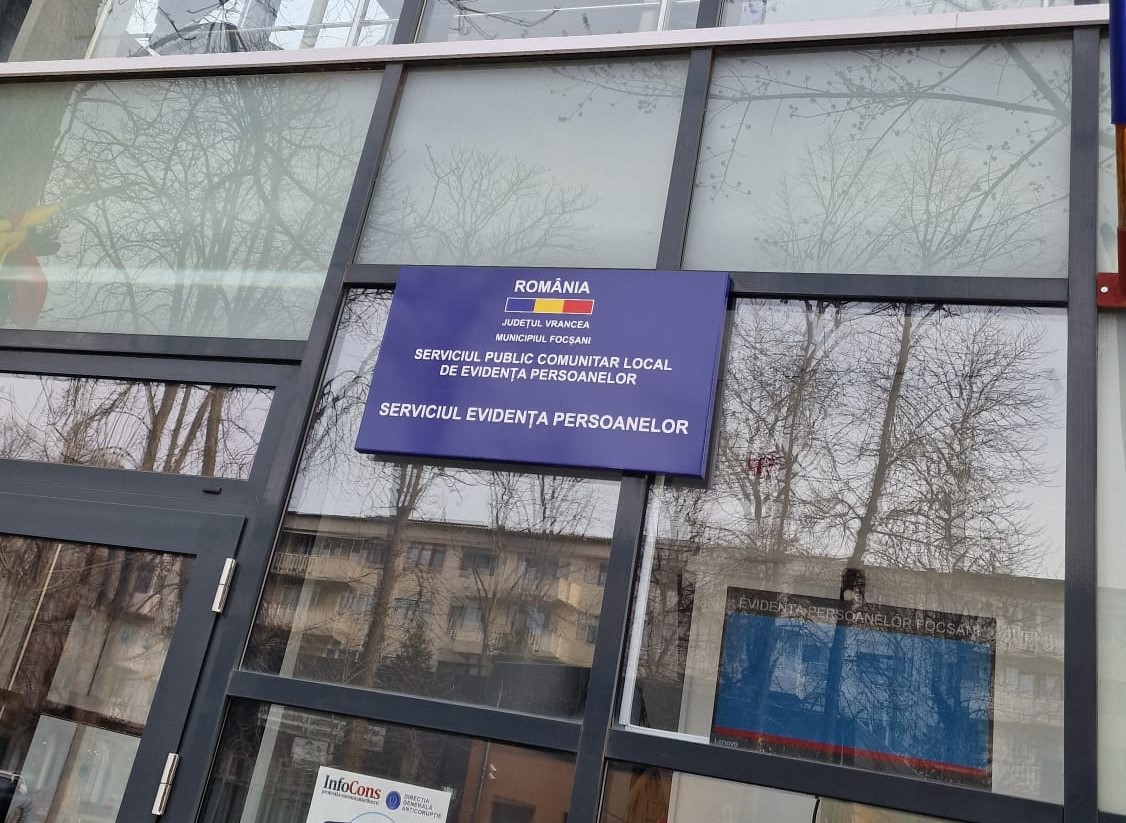 ROMÂNIA
JUDEȚUL VRANCEA
MUNICIPIUL FOCȘANI
SERVICIUL PUBLIC COMUNITAR LOCAL
DE EVIDENȚA PERSOANELOR
SERVICIUL EVIDENȚA PERSOANELOR
EVIDENȚA PERSOANELOR FOCȘANI
Lenovo
InfoCons
DIRECȚIA
GENERALĂ
ANTICORUPȚIE